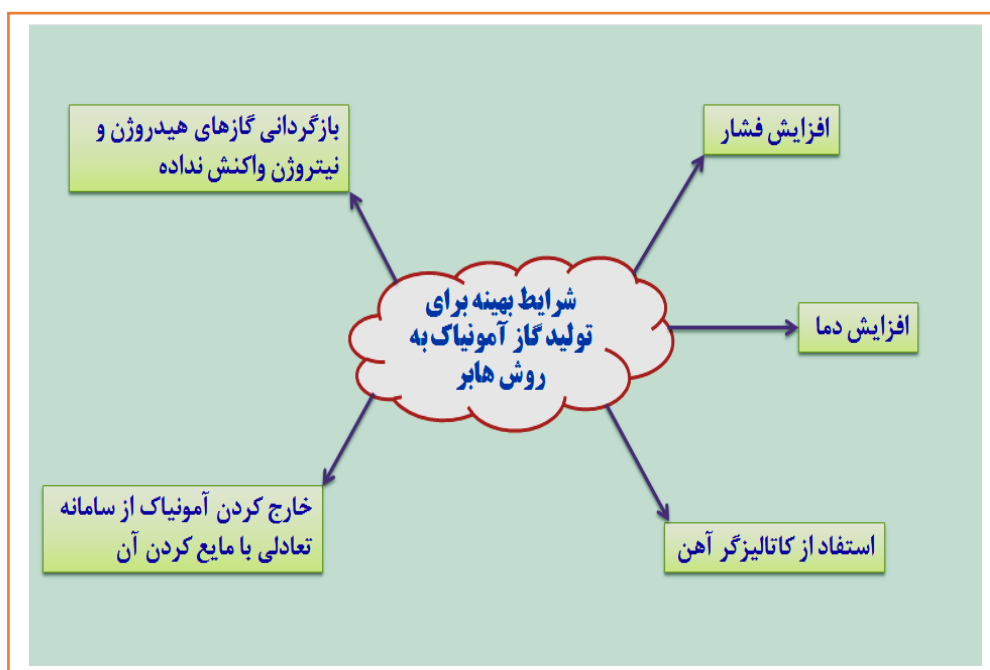 افزایش فشار
بازگردانی گازهای هیدروژن و
نیتروژن واکنش نداده
شرایط بهینه برای
تولید گاز آمونیاک به
روش هابر
افزایش دما
خارج کردن آمونیاک از سامانه
تعادلی با مایع کردن آن
استفاد از کاتالیزگر آهن